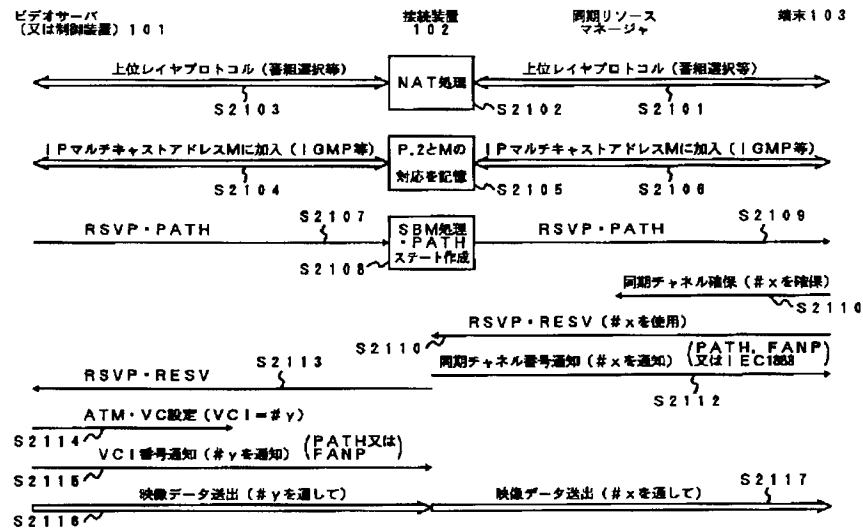 ビデオサーバ
(又は制御装置) 101
接続装置
102
同期リソース
マネージャ
端末103
上位レイヤプロトコル (番組選択等)
NAT処理
上位レイヤプロトコル (番組選択等)
S2103
S2102
S2101
IPマルチキャストアドレスMに加入 (IGMP等)
P.2とMの
対応を記憶
IPマルチキャストアドレスMに加入 (IGMP等)
S2104
S2105
S2106
S2107
S2109
RSVP・PATH
SBM処理
・PATH
ステート作成
RSVP・PATH
S2108
同期チャネル確保 (#xを確保)
S2110
RSVP・RESV (#xを使用)
S2110
S2113
同期チャネル番号通知 (#xを通知) (PATH, FANP
又はIEC1883)
RSVP・RESV
S2112
ATM・VC設定 (VCI=#y)
S2114
VCI番号通知 (#yを通知) (PATH又は
FANP)
S2115
S2117
映像データ送出 (#yを通して)
映像データ送出 (#xを通して)
S2116